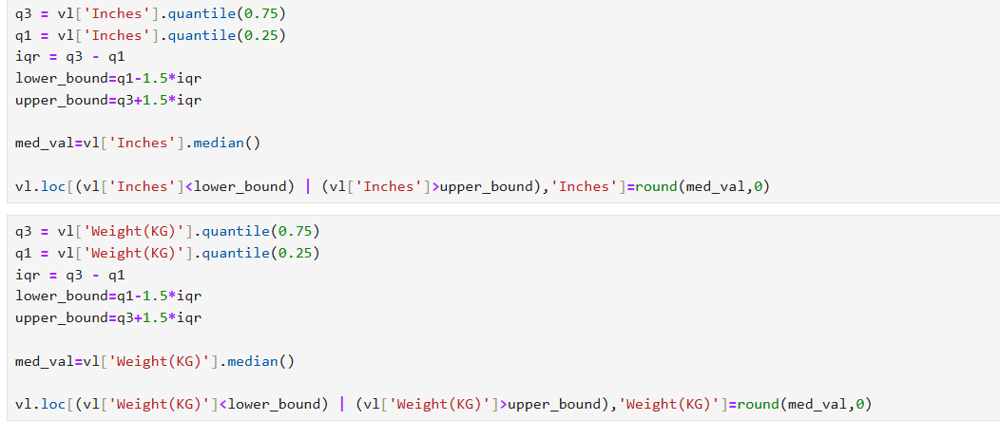 q3 = vl['Inches'].quantile(0.75)
q1 = vl['Inches'].quantile(0.25)
iqr = q3 - q1
lower_bound=q1-1.5*iqr
upper_bound=q3+1.5*iqr
med_val=vl['Inches'].median()
vl.loc[(vl['Inches']<lower_bound) | (vl['Inches']>upper_bound),'Inches']=round(med_val,0)
q3 = vl['Weight(KG)'].quantile(0.75)
q1 = vl['Weight(KG)'].quantile(0.25)
iqr = q3 - q1
lower_bound=q1-1.5*iqr
upper_bound=q3+1.5*iqr
med_val=vl['Weight(KG)'].median()
vl.loc[(vl['Weight(KG)']<lower_bound) | (vl['Weight(KG)']>upper_bound),'Weight(KG)']=round(med_val,0)